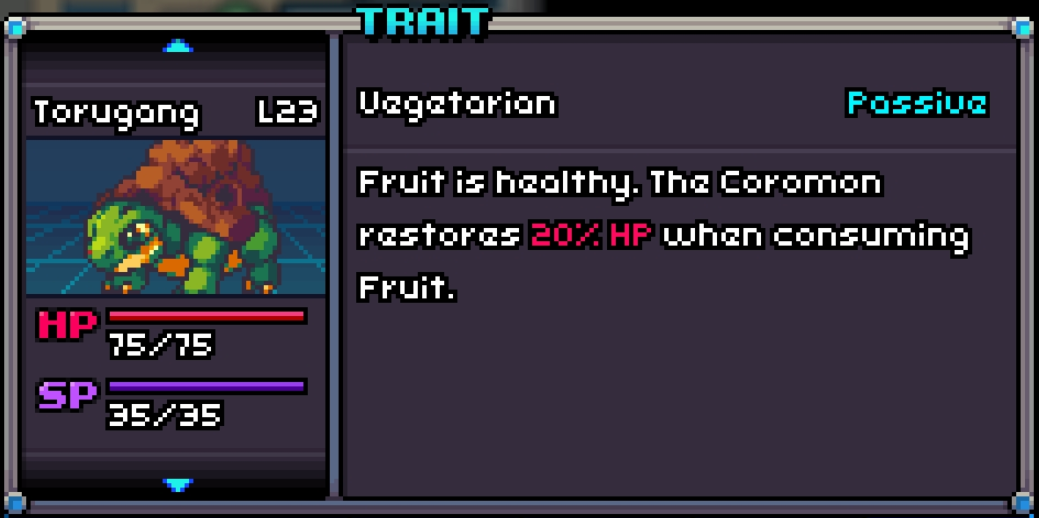 TRAIT
Torugang L23
HP
75/75
SP
35/35
Vegetarian Passive
Fruit is healthy. The Coromon
restores 20% HP when consuming
Fruit.